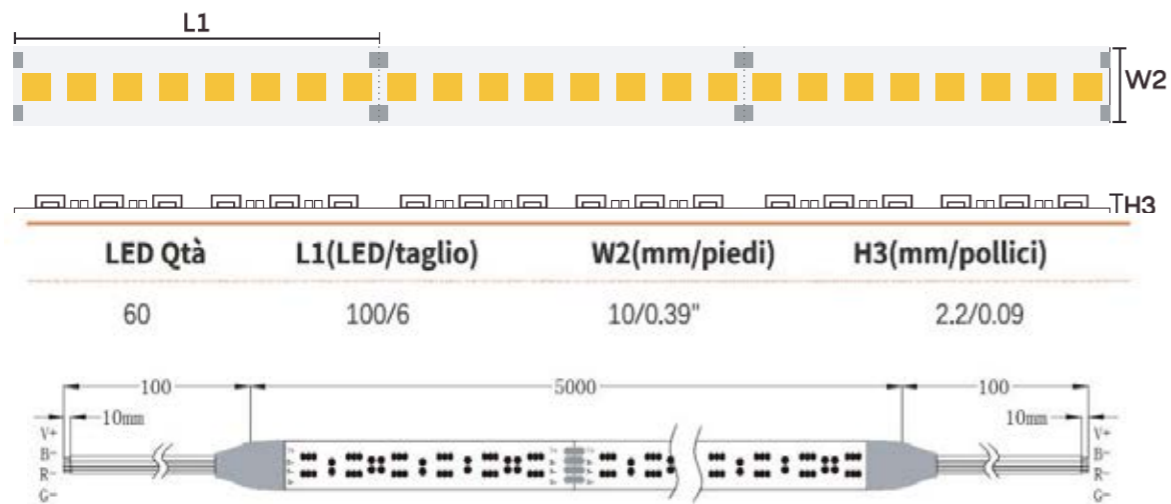 L1
W2
H3
LED Qtà L1(LED/taglio) W2(mm/piedi) H3(mm/pollici)
60 100/6 10/0.39" 2.2/0.09
100 5000 100
10mm 10mm
V+ V+
B- B-
R- R-
G- G-